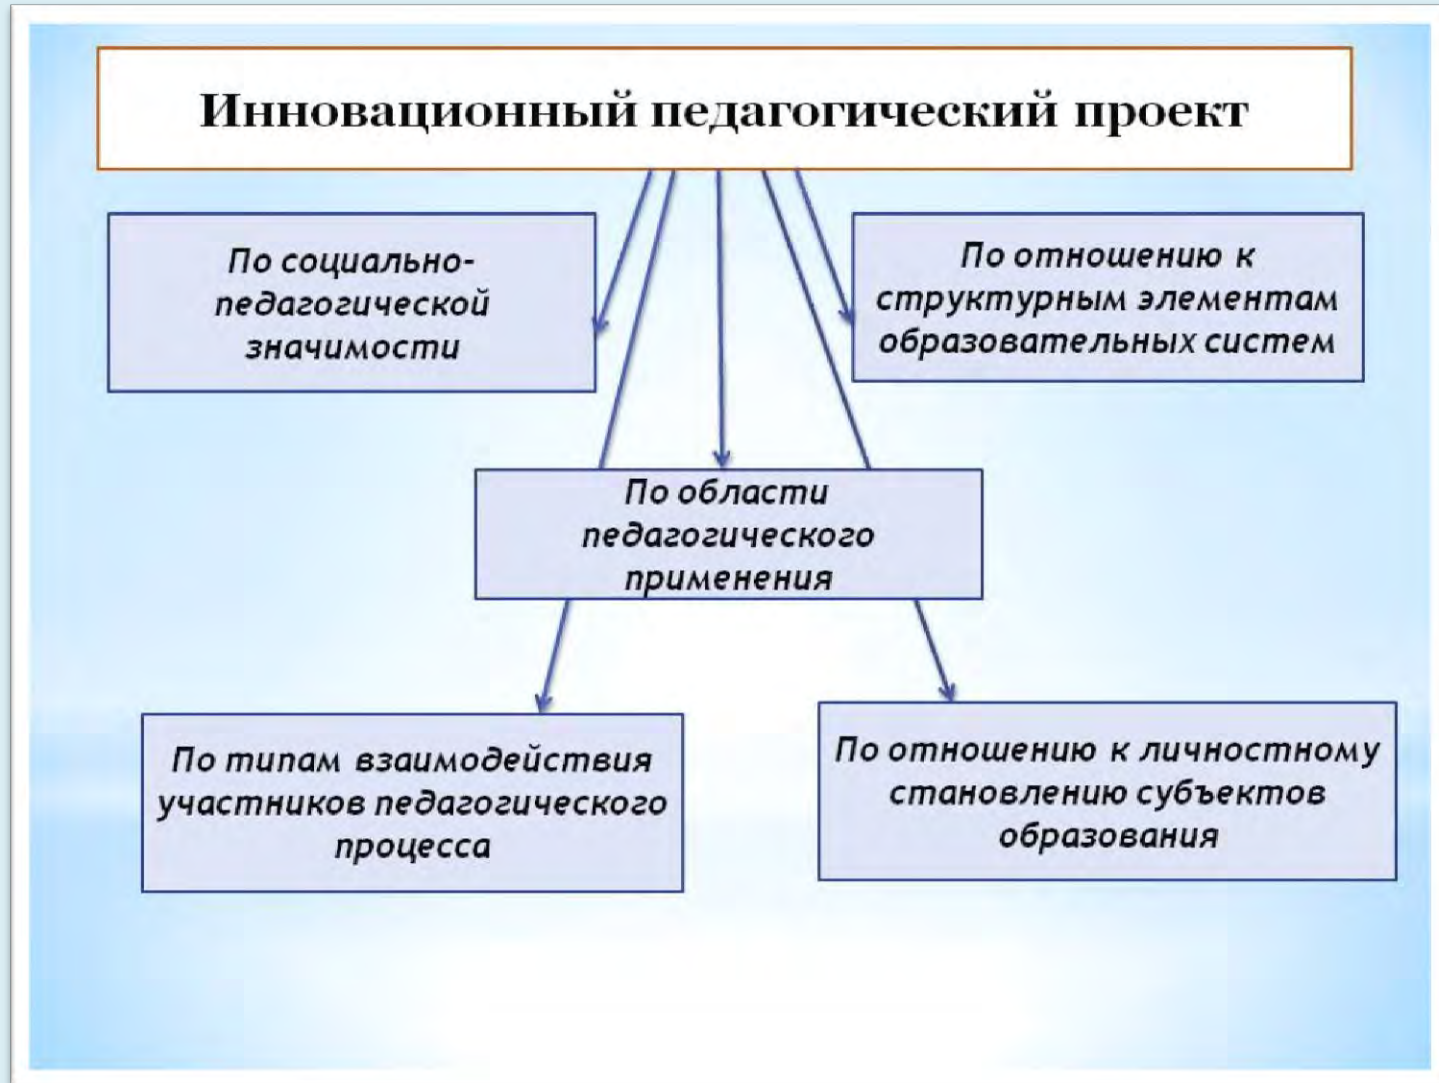 Инновационный педагогический проект
По социально-
педагогической
значимости
По отношению к
структурным элементам
образовательных систем
По области
педагогического
применения
По типам взаимодействия
участников педагогического
процесса
По отношению к личностному
становлению субъектов
образования